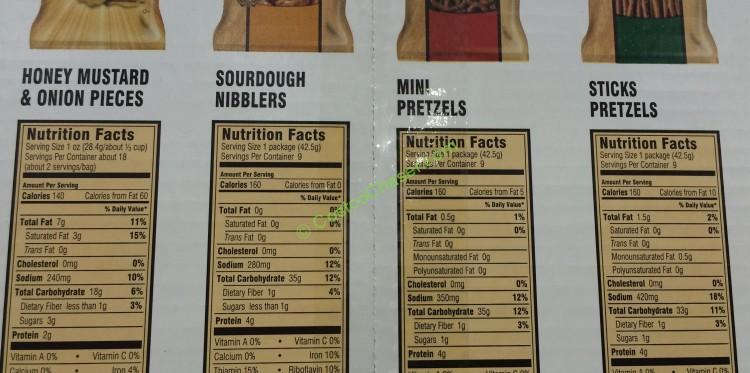 HONEY MUSTARD
& ONION PIECES
Nutrition Facts
Serving Size 1 oz (28.4g/about ½ cup)
Servings Per Container about 18
(about 2 servings/bag)
Amount Per Serving
Calories 140 Calories from Fat 60
% Daily Value*
Total Fat 7g 11%
Saturated Fat 3g 15%
Trans Fat 0g
Cholesterol 0mg 0%
Sodium 240mg 10%
Total Carbohydrate 18g 6%
Dietary Fiber less than 1g 3%
Sugars 3g
Protein 2g
Vitamin A 0% • Vitamin C 0%
Calcium 0% • Iron 4%
SOURDOUGH
NIBBLERS
Nutrition Facts
Serving Size 1 package (42.5g)
Servings Per Container 9
Amount Per Serving
Calories 160 Calories from Fat 0
% Daily Value*
Total Fat 0g 0%
Saturated Fat 0g 0%
Trans Fat 0g
Cholesterol 0mg 0%
Sodium 280mg 12%
Total Carbohydrate 35g 12%
Dietary Fiber 1g 4%
Sugars less than 1g
Protein 4g
Vitamin A 0% • Vitamin C 0%
Calcium 0% • Iron 10%
Thiamin 15% • Riboflavin 10%
MINI
PRETZELS
Nutrition Facts
Serving Size 1 package (42.5g)
Servings Per Container 9
Amount Per Serving
Calories 160 Calories from Fat 5
% Daily Value*
Total Fat 0.5g 1%
Saturated Fat 0g 0%
Trans Fat 0g
Monounsaturated Fat 0g
Polyunsaturated Fat 0g
Cholesterol 0mg 0%
Sodium 350mg 12%
Total Carbohydrate 35g 12%
Dietary Fiber 1g 3%
Sugars 1g
Protein 4g
Vitamin A 0% • Vitamin C 0%
STICKS
PRETZELS
Nutrition Facts
Serving Size 1 package (42.5g)
Servings Per Container 9
Amount Per Serving
Calories 160 Calories from Fat 10
% Daily Value*
Total Fat 1.5g 2%
Saturated Fat 0g 0%
Trans Fat 0g
Monounsaturated Fat 0.5g
Polyunsaturated Fat 0g
Cholesterol 0mg 0%
Sodium 420mg 18%
Total Carbohydrate 33g 11%
Dietary Fiber 1g 3%
Sugars 1g
Protein 4g
Vitamin A 0% • Vitamin C 0%